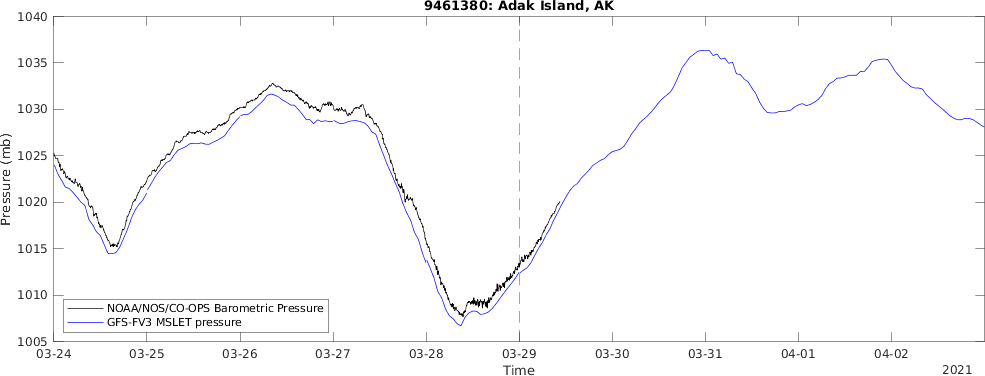 9461380: Adak Island, AK
1040
1035
1030
1025
1020
1015
1010
1005
Pressure (mb)
NOAA/NOS/CO-OPS Barometric Pressure
GFS-FV3 MSLET pressure
03-24 03-25 03-26 03-27 03-28 03-29 03-30 03-31 04-01 04-02
Time
2021